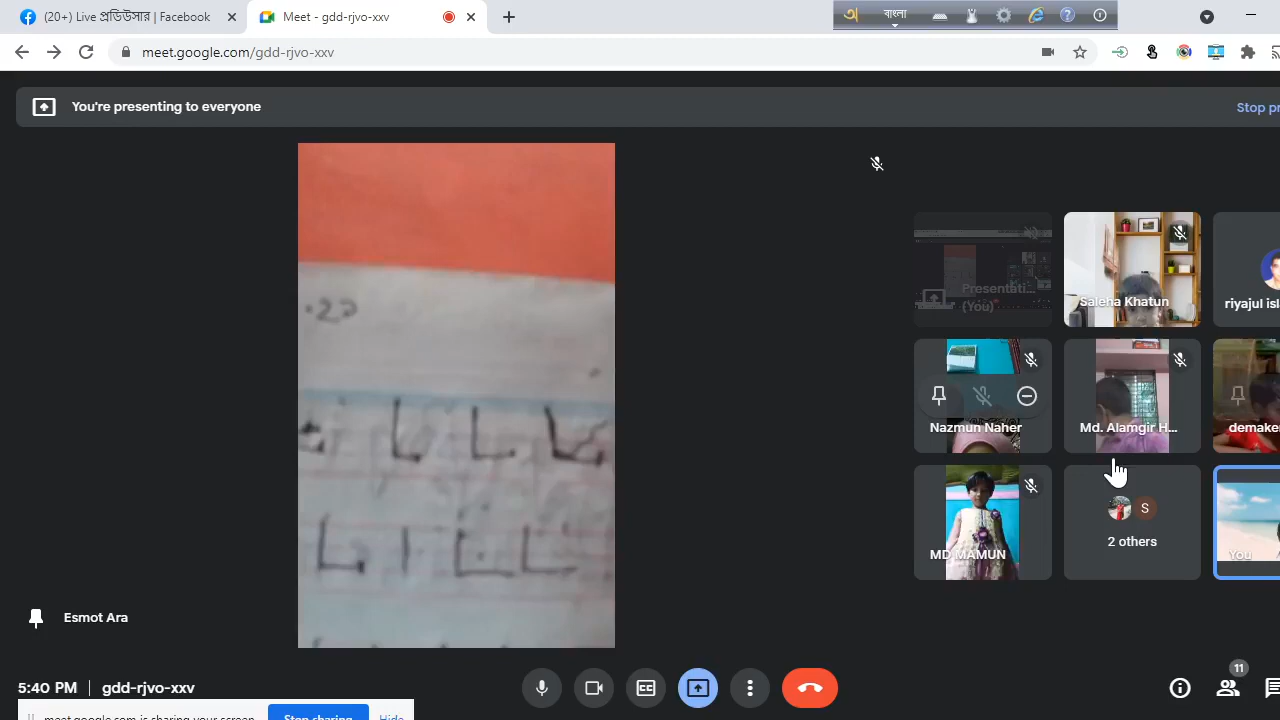 (20+) Live প্রডিউসার | Facebook
Meet - gdd-rjvo-xxv
বাংলা
meet.google.com/gdd-rjvo-xxv
You're presenting to everyone
Stop pr
Presentati...
(You)
Saleha Khatun
riyajul isl
Nazmun Naher
Md. Alamgir H...
demake
MD,MAMUN
S
2 others
You
Esmot Ara
5:40 PM | gdd-rjvo-xxv
11
meet.google.com is sharing your screen.
Stop sharing
Hide